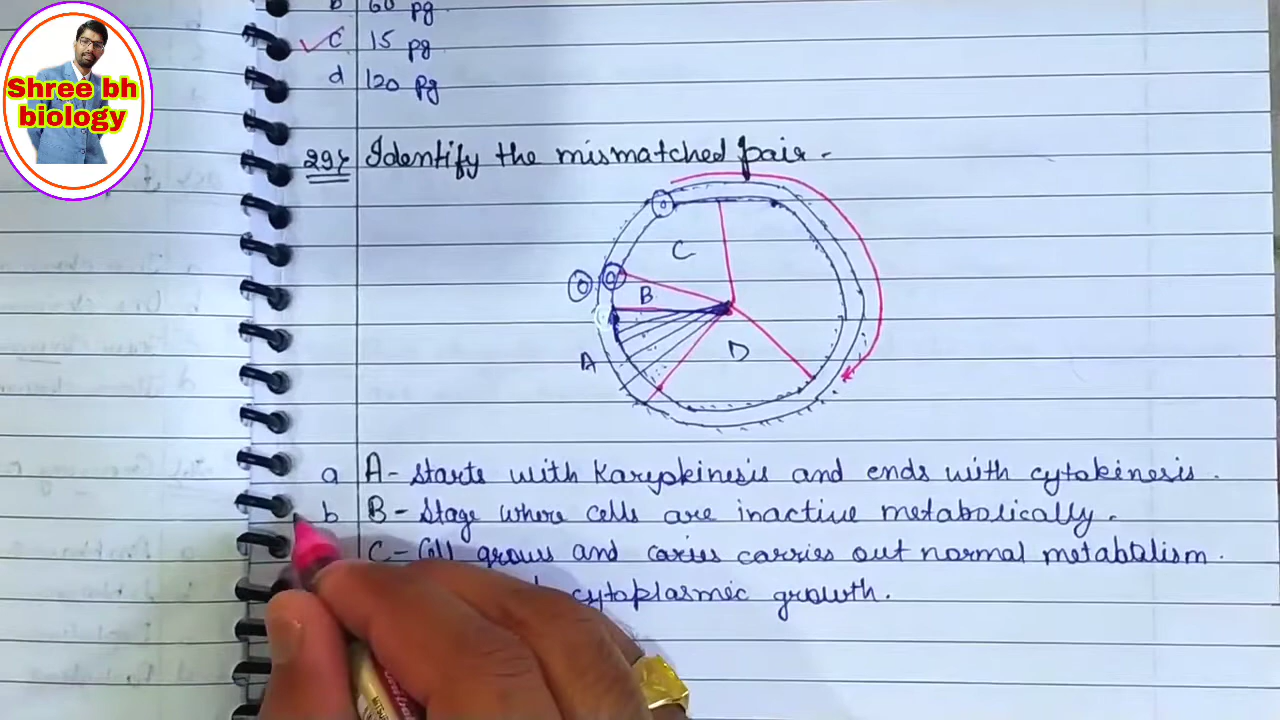 b 60 pg
c 15 pg
d 120 pg
Shree bh
biology
29% Identify the mismatched pair.
C
B
A
D
a A- starts with Karyokinesis and ends with cytokinesis.
b B- Stage where cells are inactive metabolically.
C- Cell grows and caries carries out normal metabolism.
cytoplasmic growth.